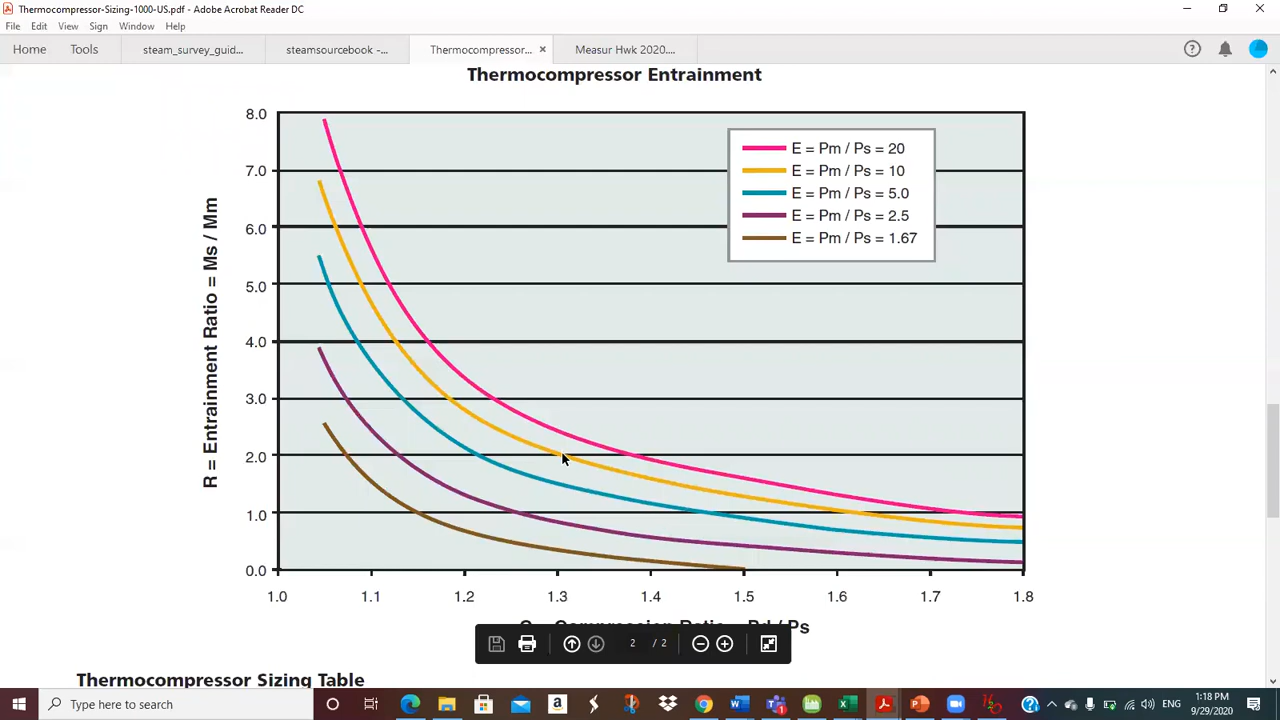 Thermocompressor-Sizing-1000-US.pdf - Adobe Acrobat Reader DC
File Edit View Sign Window Help
Home Tools steam_survey_guid... steamsourcebook -... Thermocompressor... × Measur Hwk 2020....
Thermocompressor Entrainment
8.0
7.0
6.0
5.0
4.0
3.0
2.0
1.0
0.0
R = Entrainment Ratio = Ms / Mm
E = Pm / Ps = 20
E = Pm / Ps = 10
E = Pm / Ps = 5.0
E = Pm / Ps = 2.5
E = Pm / Ps = 1.67
1.0 1.1 1.2 1.3 1.4 1.5 1.6 1.7 1.8
C = Compression Ratio = Pd / Ps
2 / 2
Thermocompressor Sizing Table
Type here to search
ENG
1:18 PM
9/29/2020